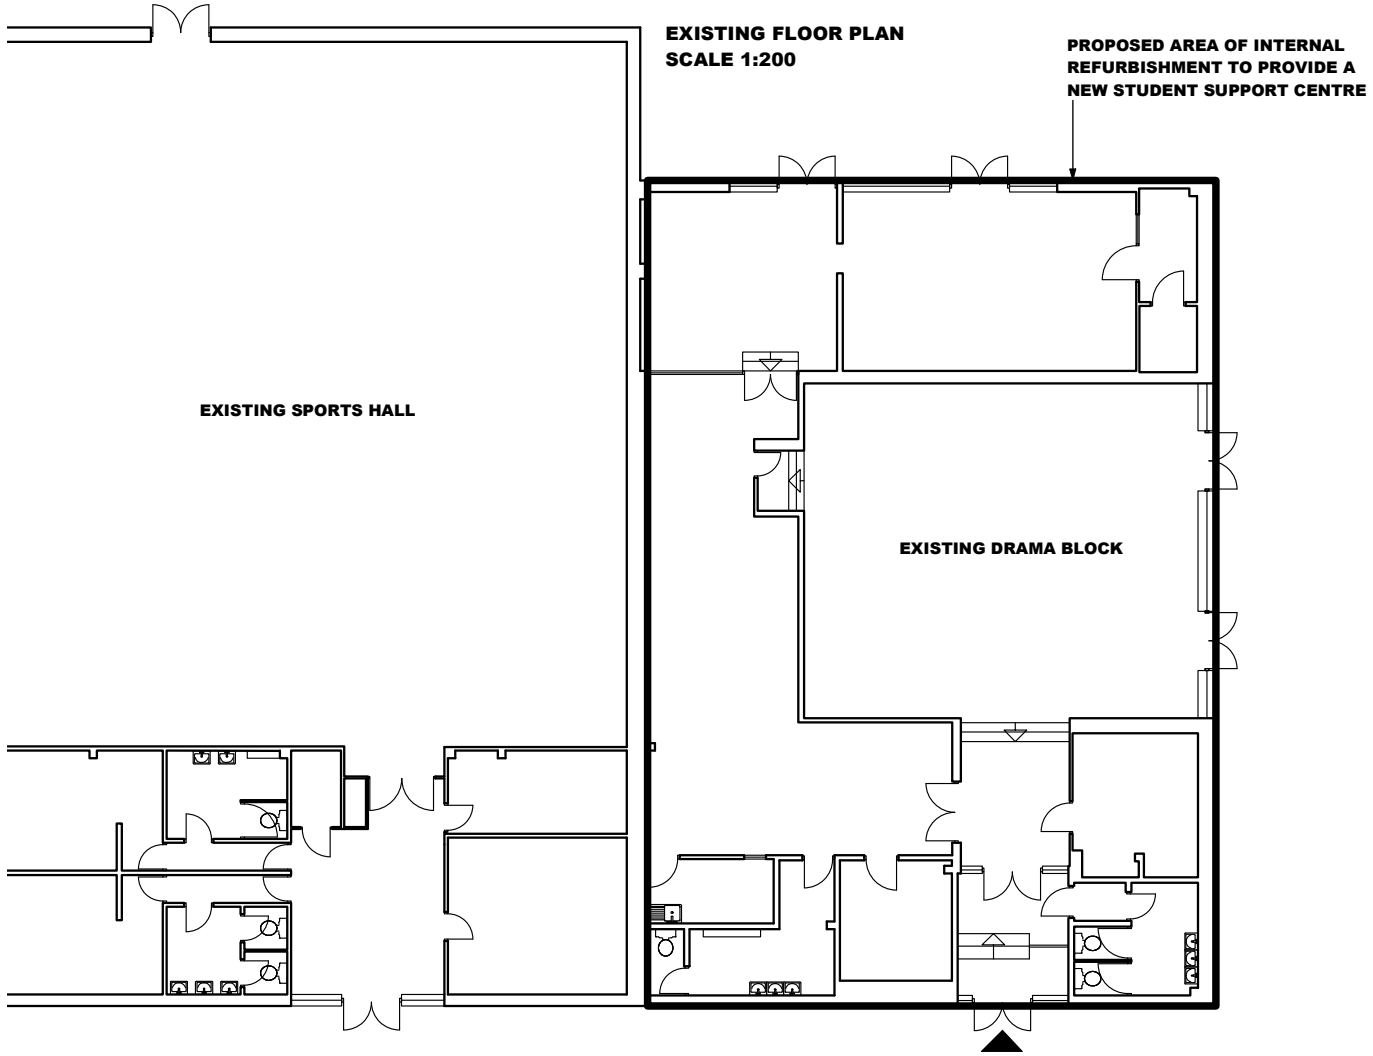 EXISTING FLOOR PLAN
SCALE 1:200
PROPOSED AREA OF INTERNAL
REFURBISHMENT TO PROVIDE A
NEW STUDENT SUPPORT CENTRE
EXISTING SPORTS HALL
EXISTING DRAMA BLOCK